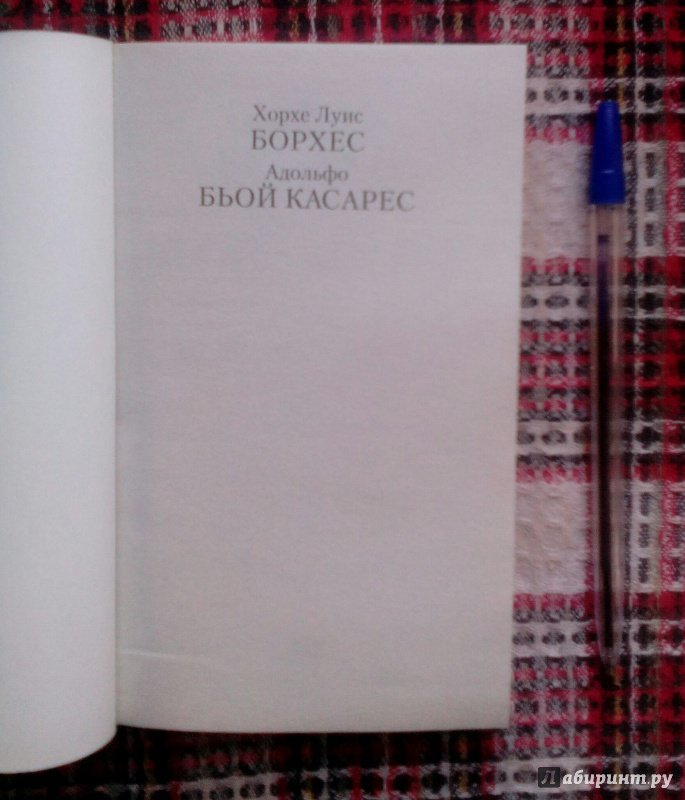 Хорхе Луис
БОРХЕС
Адольфо
БЬОЙ КАСАРЕС
Лабиринт.ру